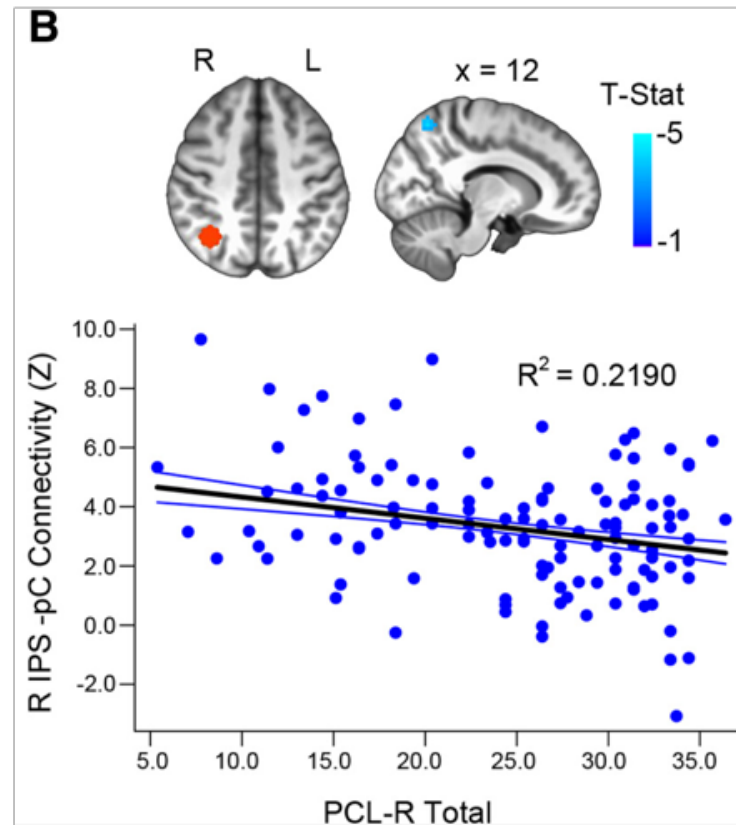 B
R L
x = 12
T-Stat
-5
-1
R² = 0.2190
R IPS -pC Connectivity (Z)
10.0
8.0
6.0
4.0
2.0
0.0
-2.0
5.0 10.0 15.0 20.0 25.0 30.0 35.0
PCL-R Total